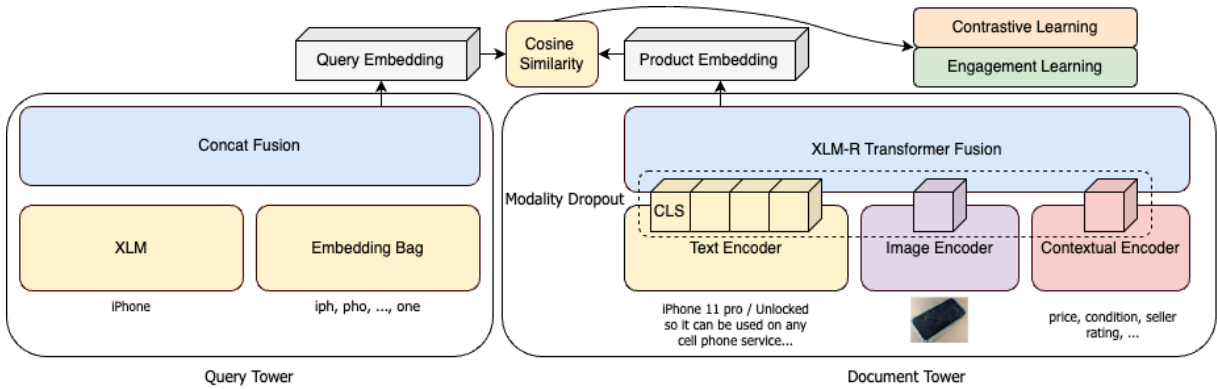 Contrastive Learning
Engagement Learning
Query Embedding
Cosine
Similarity
Product Embedding
Concat Fusion
XLM-R Transformer Fusion
Modality Dropout
CLS
XLM
Embedding Bag
Text Encoder
Image Encoder
Contextual Encoder
iPhone
iph, pho, ..., one
iPhone 11 pro / Unlocked
so it can be used on any
cell phone service...
price, condition, seller
rating, ...
Query Tower
Document Tower